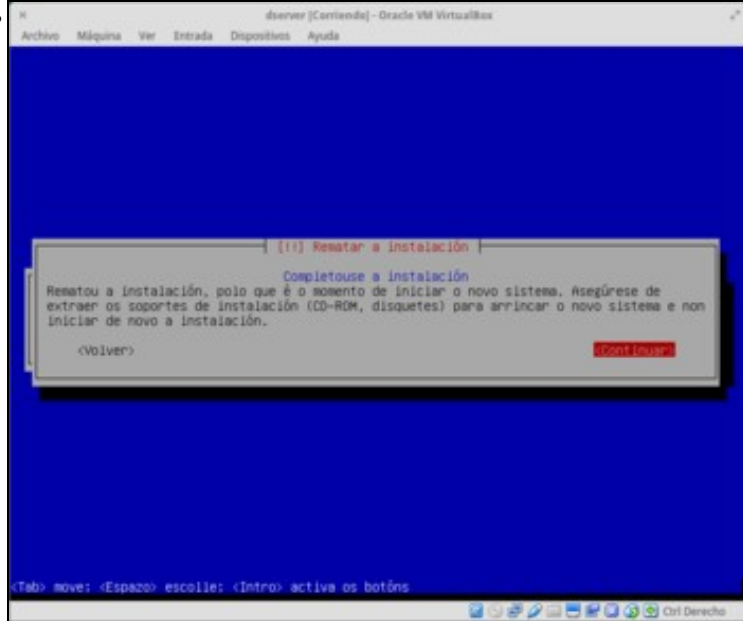 dserver [Corriendo] - Oracle VM VirtualBox
Archivo Máquina Ver Entrada Dispositivos Ayuda
[!!] Rematar a instalación
Completouse a instalación
Rematou a instalación, polo que é o momento de iniciar o novo sistema. Asegúrese de
extraer os soportes de instalación (CD-ROM, disquetes) para arrincar o novo sistema e non
iniciar de novo a instalación.
<Volver> <Continuar>
<Tab> move; <Espazo> escolle; <Intro> activa os botóns
Ctrl Derecho